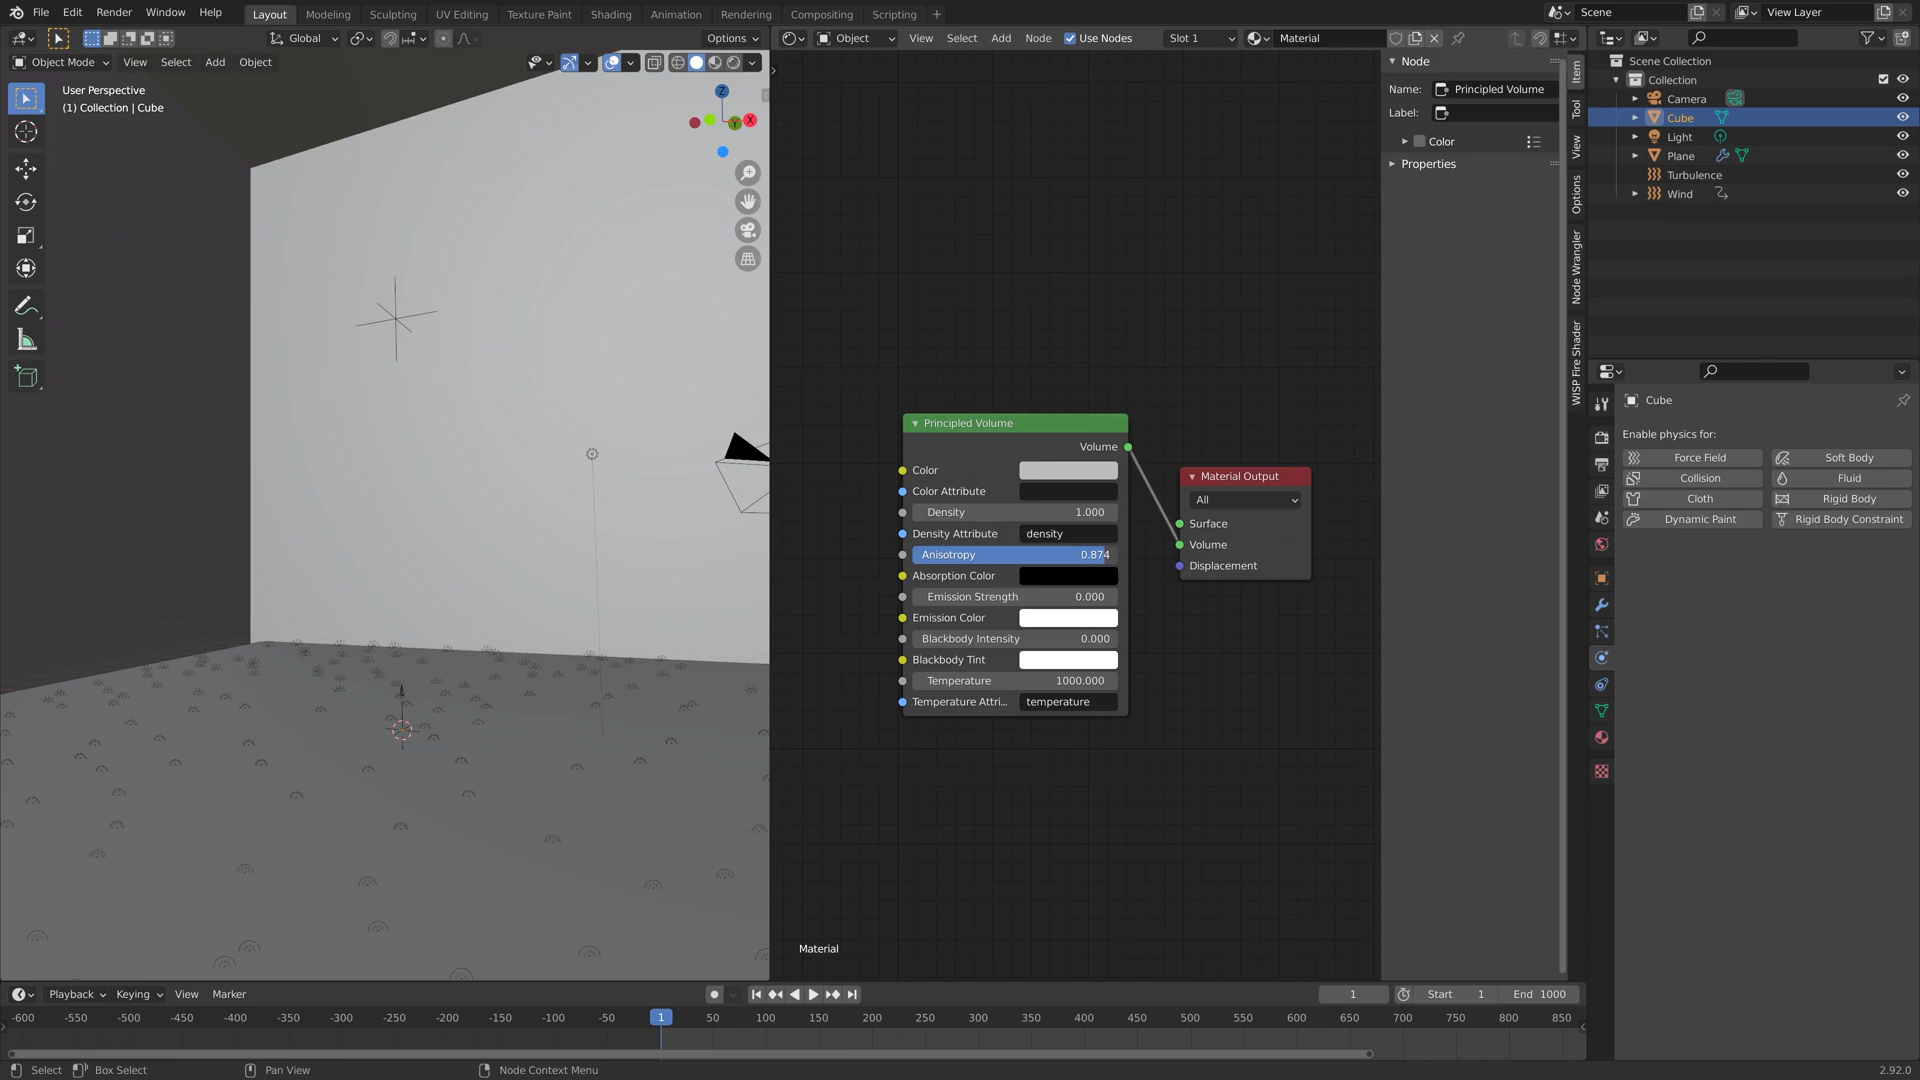 File Edit Render Window Help Layout Modeling Sculpting UV Editing Texture Paint Shading Animation Rendering Compositing Scripting + Scene View Layer
Global Options Object View Select Add Node Use Nodes Slot 1 Material
Object Mode View Select Add Object
User Perspective
(1) Collection | Cube
Z
Y
X
Principled Volume
Volume
Color
Color Attribute
Density 1.000
Density Attribute density
Anisotropy 0.874
Absorption Color
Emission Strength 0.000
Emission Color
Blackbody Intensity 0.000
Blackbody Tint
Temperature 1000.000
Temperature Attri... temperature
Material Output
All
Surface
Volume
Displacement
Material
Node
Name: Principled Volume
Label:
Color
Properties
Item
Tool
View
Options
Node Wrangler
WISP Fire Shader
Scene Collection
Collection
Camera
Cube
Light
Plane
Turbulence
Wind
Cube
Enable physics for:
Force Field Soft Body
Collision Fluid
Cloth Rigid Body
Dynamic Paint Rigid Body Constraint
Playback Keying View Marker 1 Start 1 End 1000
-600 -550 -500 -450 -400 -350 -300 -250 -200 -150 -100 -50 1 50 100 150 200 250 300 350 400 450 500 550 600 650 700 750 800 850
Select Box Select Pan View Node Context Menu 2.92.0